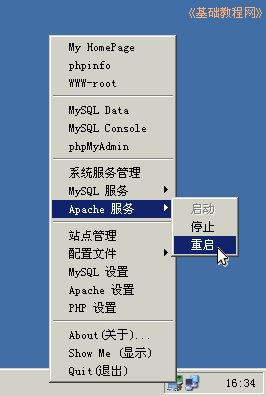 《基础教程网》
My HomePage
phpinfo
WWW-root
MySQL Data
MySQL Console
phpMyAdmin
系统服务管理
MySQL 服务
Apache 服务
启动
停止
重启
站点管理
配置文件
MySQL 设置
Apache 设置
PHP 设置
About(关于)...
Show Me (显示)
Quit(退出)
16:34